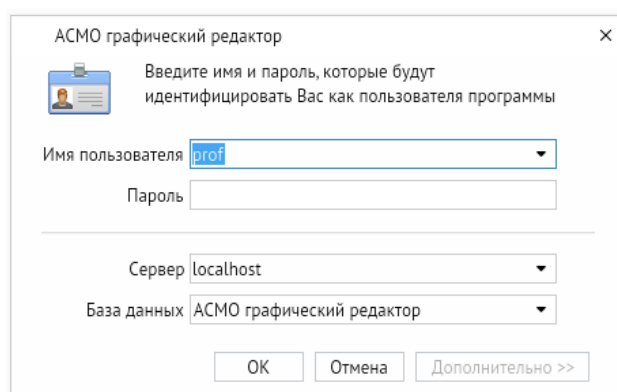 АСМО графический редактор
Введите имя и пароль, которые будут
идентифицировать Вас как пользователя программы
Имя пользователя prof
Пароль
Сервер localhost
База данных АСМО графический редактор
OK Отмена Дополнительно >>